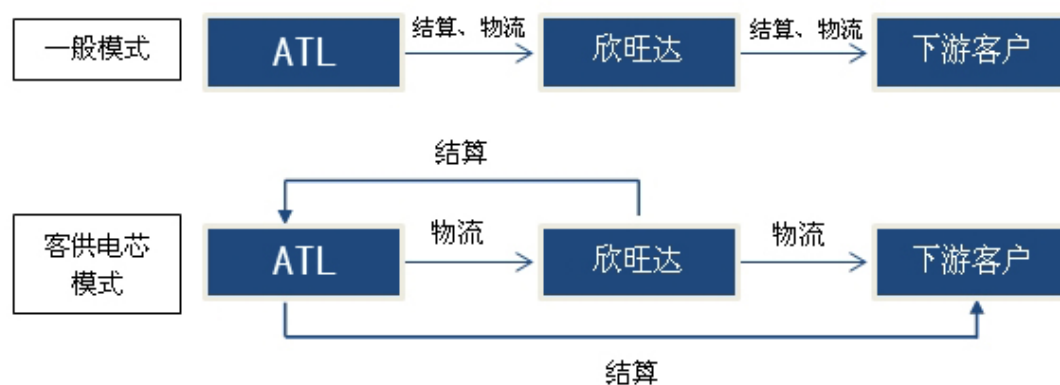 一般模式
ATL
结算、物流
欣旺达
结算、物流
下游客户
结算
客供电芯
模式
ATL
物流
欣旺达
物流
下游客户
结算